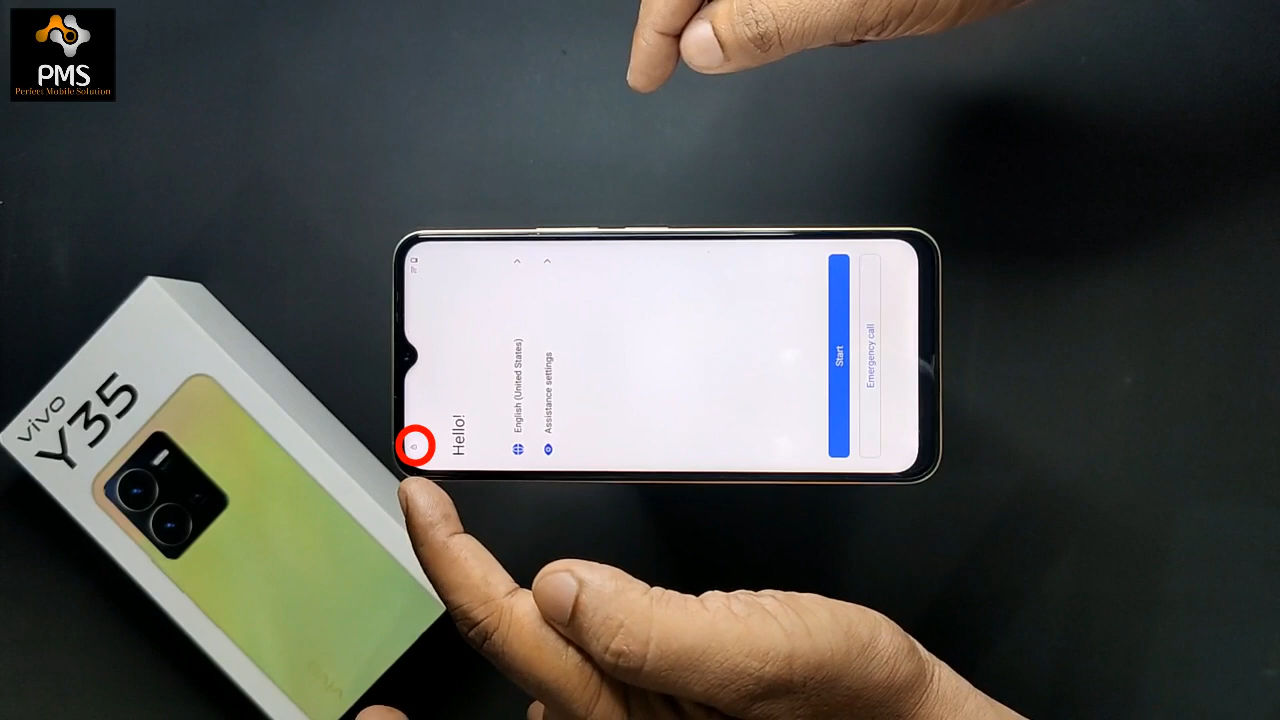 PMS
Perfect Mobile Solution
vivo
Y35
Hello!
English (United States)
Assistance settings
Start
Emergency call